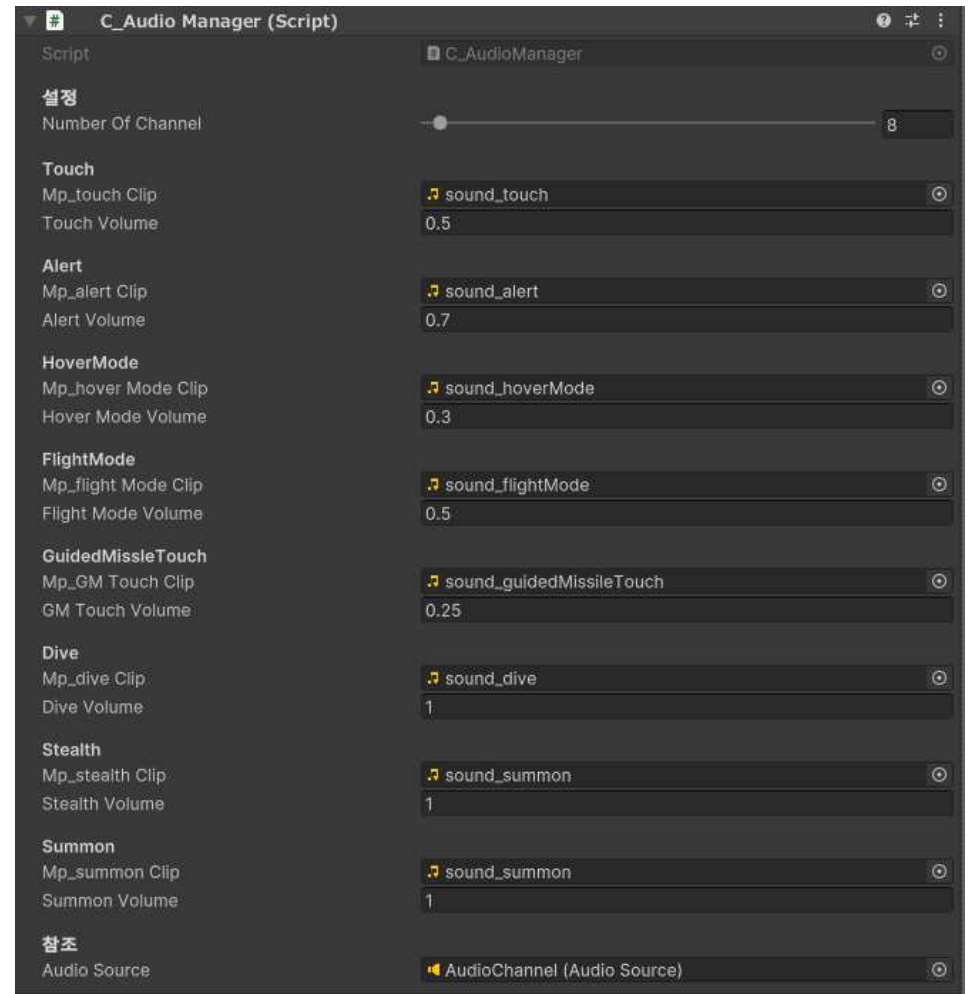 C_Audio Manager (Script)
Script C_AudioManager
설정
Number Of Channel 8
Touch
Mp_touch Clip sound_touch
Touch Volume 0.5
Alert
Mp_alert Clip sound_alert
Alert Volume 0.7
HoverMode
Mp_hover Mode Clip sound_hoverMode
Hover Mode Volume 0.3
FlightMode
Mp_flight Mode Clip sound_flightMode
Flight Mode Volume 0.5
GuidedMissleTouch
Mp_GM Touch Clip sound_guidedMissileTouch
GM Touch Volume 0.25
Dive
Mp_dive Clip sound_dive
Dive Volume 1
Stealth
Mp_stealth Clip sound_summon
Stealth Volume 1
Summon
Mp_summon Clip sound_summon
Summon Volume 1
참조
Audio Source AudioChannel (Audio Source)